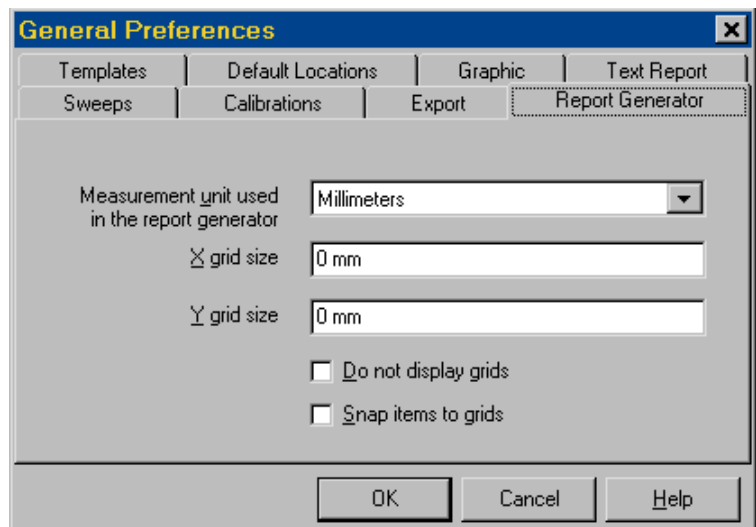 General Preferences
Templates Default Locations Graphic Text Report
Sweeps Calibrations Export Report Generator
Measurement unit used
in the report generator
Millimeters
X grid size 0 mm
Y grid size 0 mm
Do not display grids
Snap items to grids
OK Cancel Help